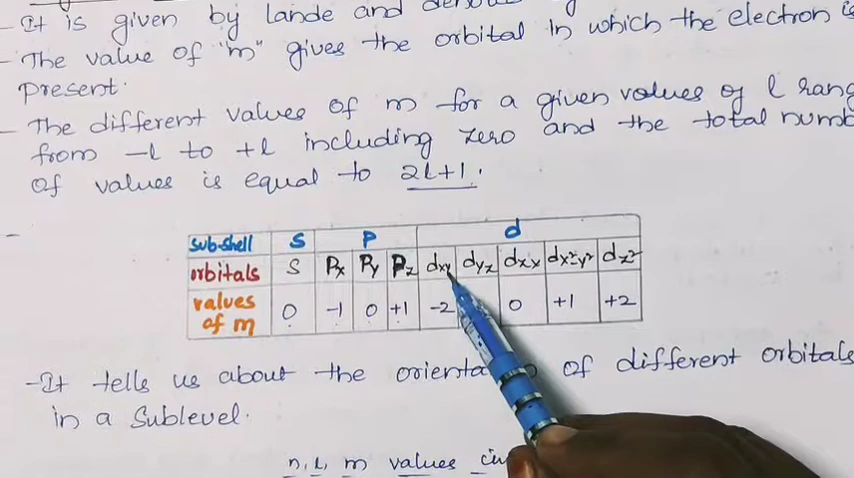 - It is given by lande and
- The value of "m" gives the orbital in which the electron is
present.
- The different values of m for a given values of l rang
from -l to +l including zero and the total numb
of values is equal to 2l+1.
-
Sub-shell S P d
orbitals S Px Py Pz dxy dyz dzx dx²-y² dz²
values of m 0 -1 0 +1 -2 0 +1 +2
- It tells us about the orienta of different orbitals
in a Sublevel.
n, l, m values